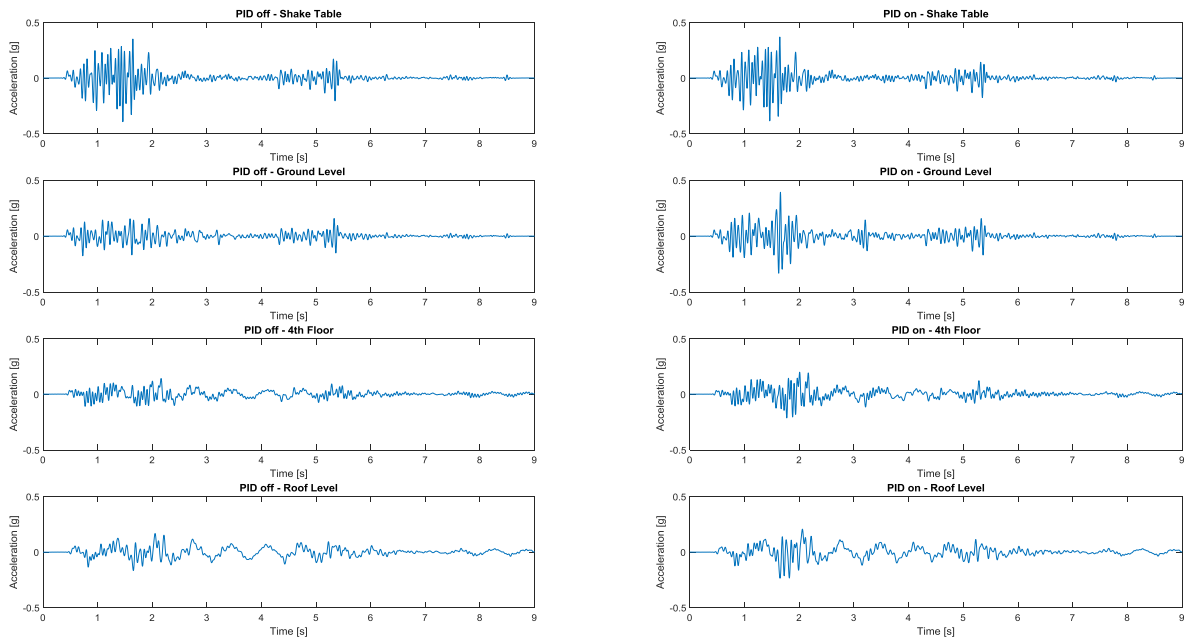 PID off - Shake Table
0.5
0
-0.5
Acceleration [g]
0 1 2 3 4 5 6 7 8 9
Time [s]
PID on - Shake Table
0.5
0
-0.5
Acceleration [g]
0 1 2 3 4 5 6 7 8 9
Time [s]
PID off - Ground Level
0.5
0
-0.5
Acceleration [g]
0 1 2 3 4 5 6 7 8 9
Time [s]
PID on - Ground Level
0.5
0
-0.5
Acceleration [g]
0 1 2 3 4 5 6 7 8 9
Time [s]
PID off - 4th Floor
0.5
0
-0.5
Acceleration [g]
0 1 2 3 4 5 6 7 8 9
Time [s]
PID on - 4th Floor
0.5
0
-0.5
Acceleration [g]
0 1 2 3 4 5 6 7 8 9
Time [s]
PID off - Roof Level
0.5
0
-0.5
Acceleration [g]
0 1 2 3 4 5 6 7 8 9
Time [s]
PID on - Roof Level
0.5
0
-0.5
Acceleration [g]
0 1 2 3 4 5 6 7 8 9
Time [s]